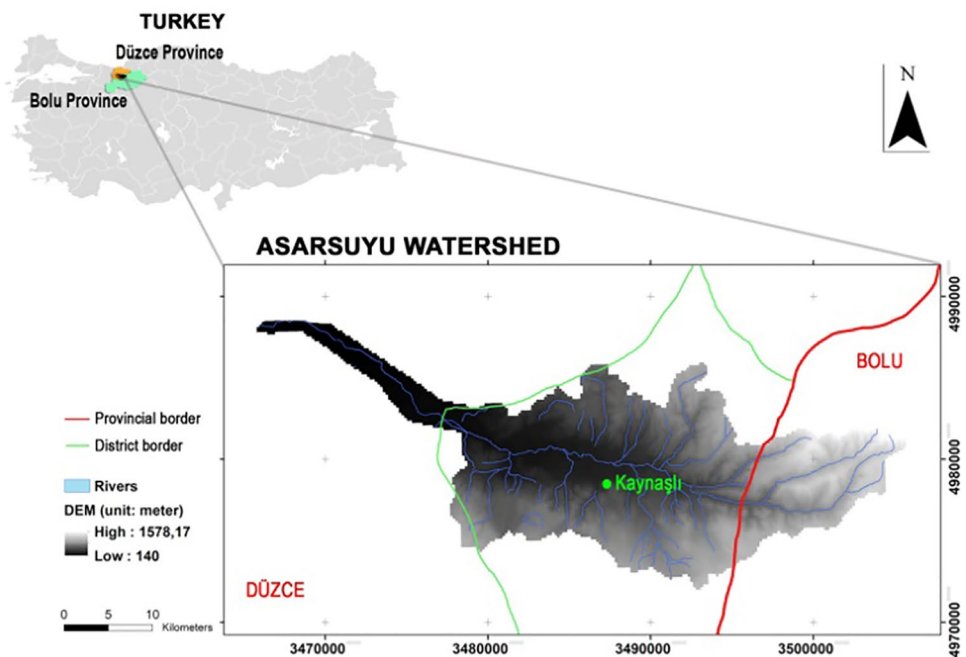 TURKEY
Düzce Province
Bolu Province
N
ASARSUYU WATERSHED
4990000
BOLU
Provincial border
District border
4980000
Kaynaşlı
Rivers
DEM (unit: meter)
High : 1578,17
Low : 140
DÜZCE
0 5 10
Kilometers
4970000
3470000 3480000 3490000 3500000